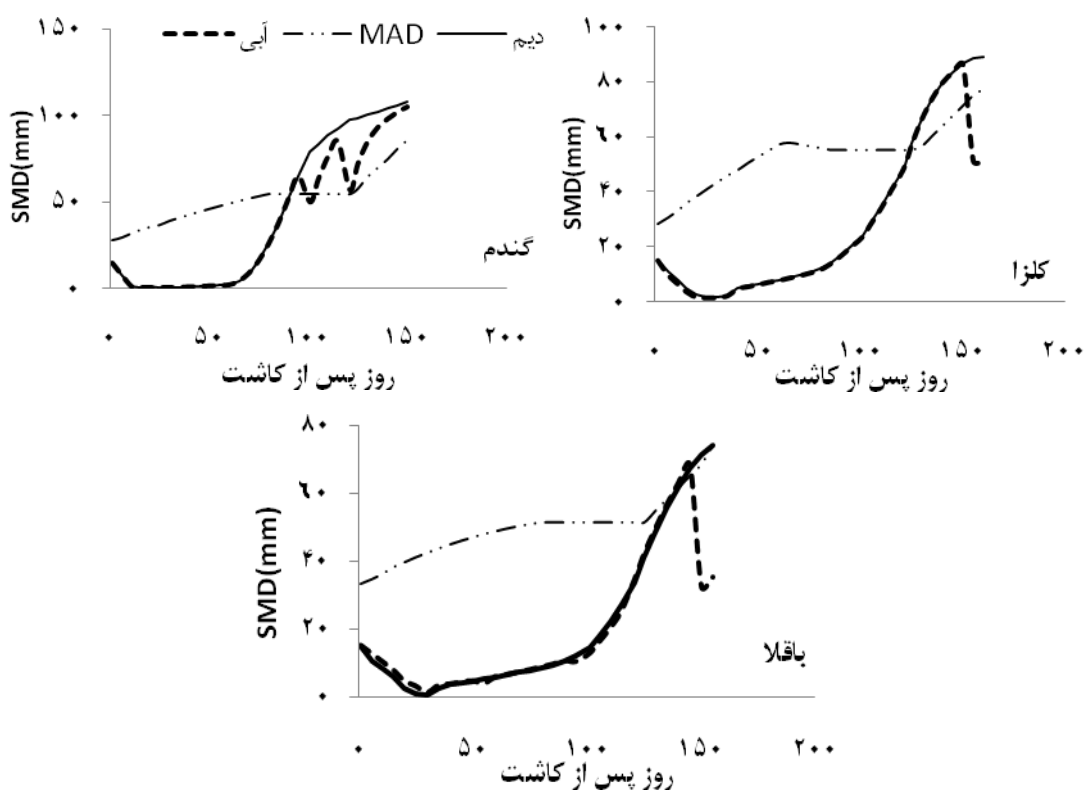 آبی MAD دیم
SMD(mm)
۱۵۰
۱۰۰
۵۰
۰
گندم
۰ ۵۰ ۱۰۰ ۱۵۰ ۲۰۰
روز پس از کاشت
SMD(mm)
۱۰۰
۸۰
۶۰
۴۰
۲۰
۰
کلزا
۰ ۵۰ ۱۰۰ ۱۵۰ ۲۰۰
روز پس از کاشت
SMD(mm)
۸۰
۶۰
۴۰
۲۰
۰
باقلا
۰ ۵۰ ۱۰۰ ۱۵۰ ۲۰۰
روز پس از کاشت